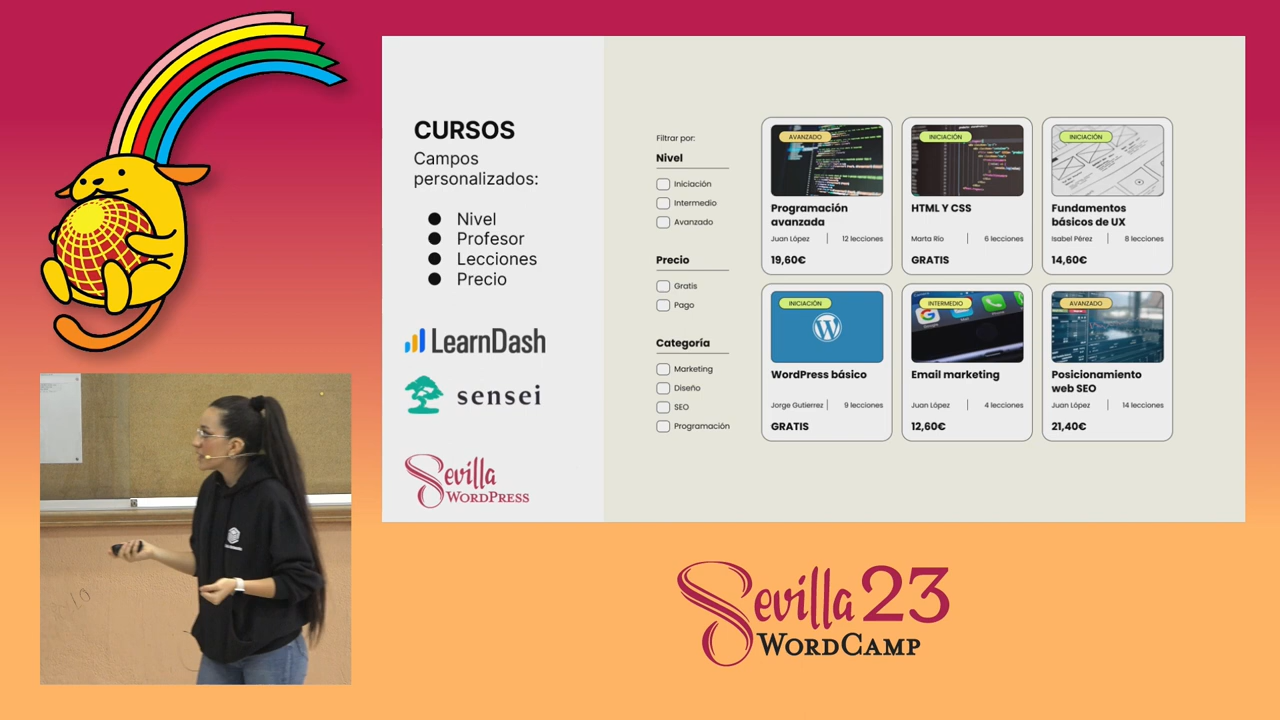 CURSOS
Campos
personalizados:
● Nivel
● Profesor
● Lecciones
● Precio
LearnDash
sensei
Sevilla
WORDPRESS
Filtrar por:
Nivel
Iniciación
Intermedio
Avanzado
Precio
Gratis
Pago
Categoría
Marketing
Diseño
SEO
Programación
AVANZADO
Programación
avanzada
Juan López | 12 lecciones
19,60€
INICIACIÓN
HTML Y CSS
Marta Río | 6 lecciones
GRATIS
INICIACIÓN
Fundamentos
básicos de UX
Isabel Pérez | 8 lecciones
14,60€
INICIACIÓN
WordPress básico
Jorge Gutierrez | 9 lecciones
GRATIS
INTERMEDIO
Email marketing
Juan López | 4 lecciones
12,60€
AVANZADO
Posicionamiento
web SEO
Juan López | 14 lecciones
21,40€
Sevilla 23
WORDCAMP